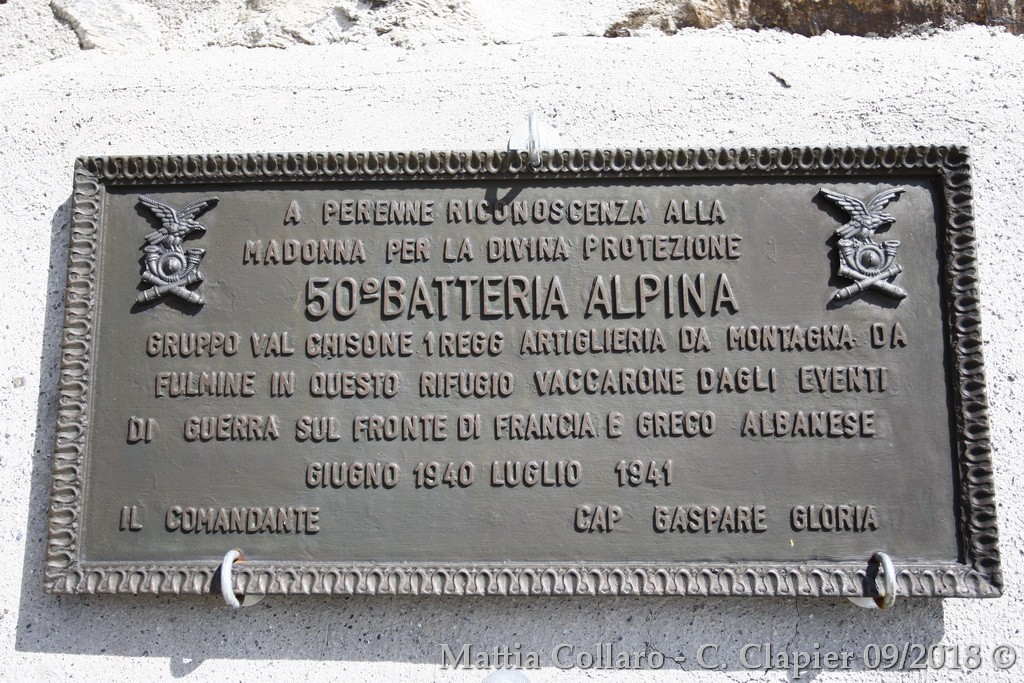 A PERENNE RICONOSCENZA ALLA
MADONNA PER LA DIVINA PROTEZIONE
50º BATTERIA ALPINA
GRUPPO VAL CHISONE 1 REGG ARTIGLIERIA DA MONTAGNA DA
FULMINE IN QUESTO RIFUGIO VACCARONE DAGLI EVENTI
DI GUERRA SUL FRONTE DI FRANCIA E GRECO ALBANESE
GIUGNO 1940 LUGLIO 1941
IL COMANDANTE CAP GASPARE GLORIA
Mattia Collaro - C. Clapier 09/2018 ©